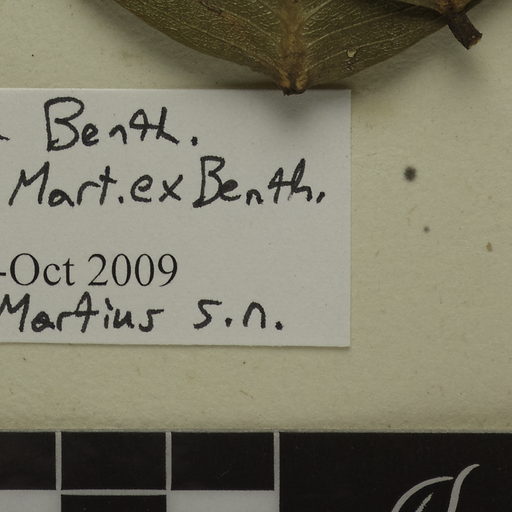 Benth.
Mart. ex Benth.
-Oct 2009
Martius s.n.